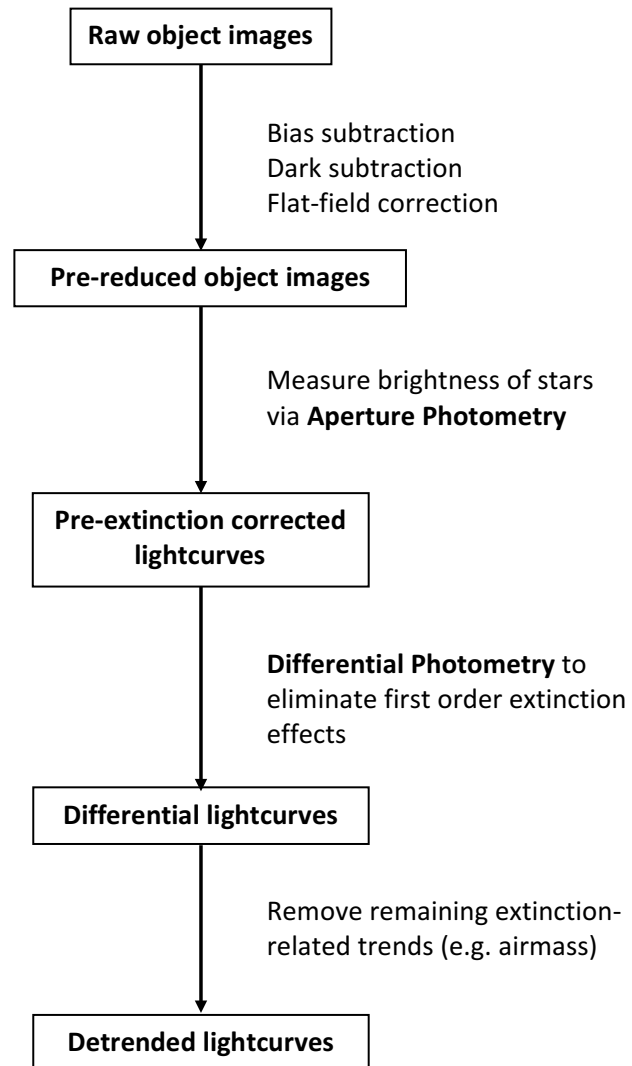 Raw object images
Bias subtraction
Dark subtraction
Flat-field correction
Pre-reduced object images
Measure brightness of stars
via Aperture Photometry
Pre-extinction corrected
lightcurves
Differential Photometry to
eliminate first order extinction
effects
Differential lightcurves
Remove remaining extinction-
related trends (e.g. airmass)
Detrended lightcurves